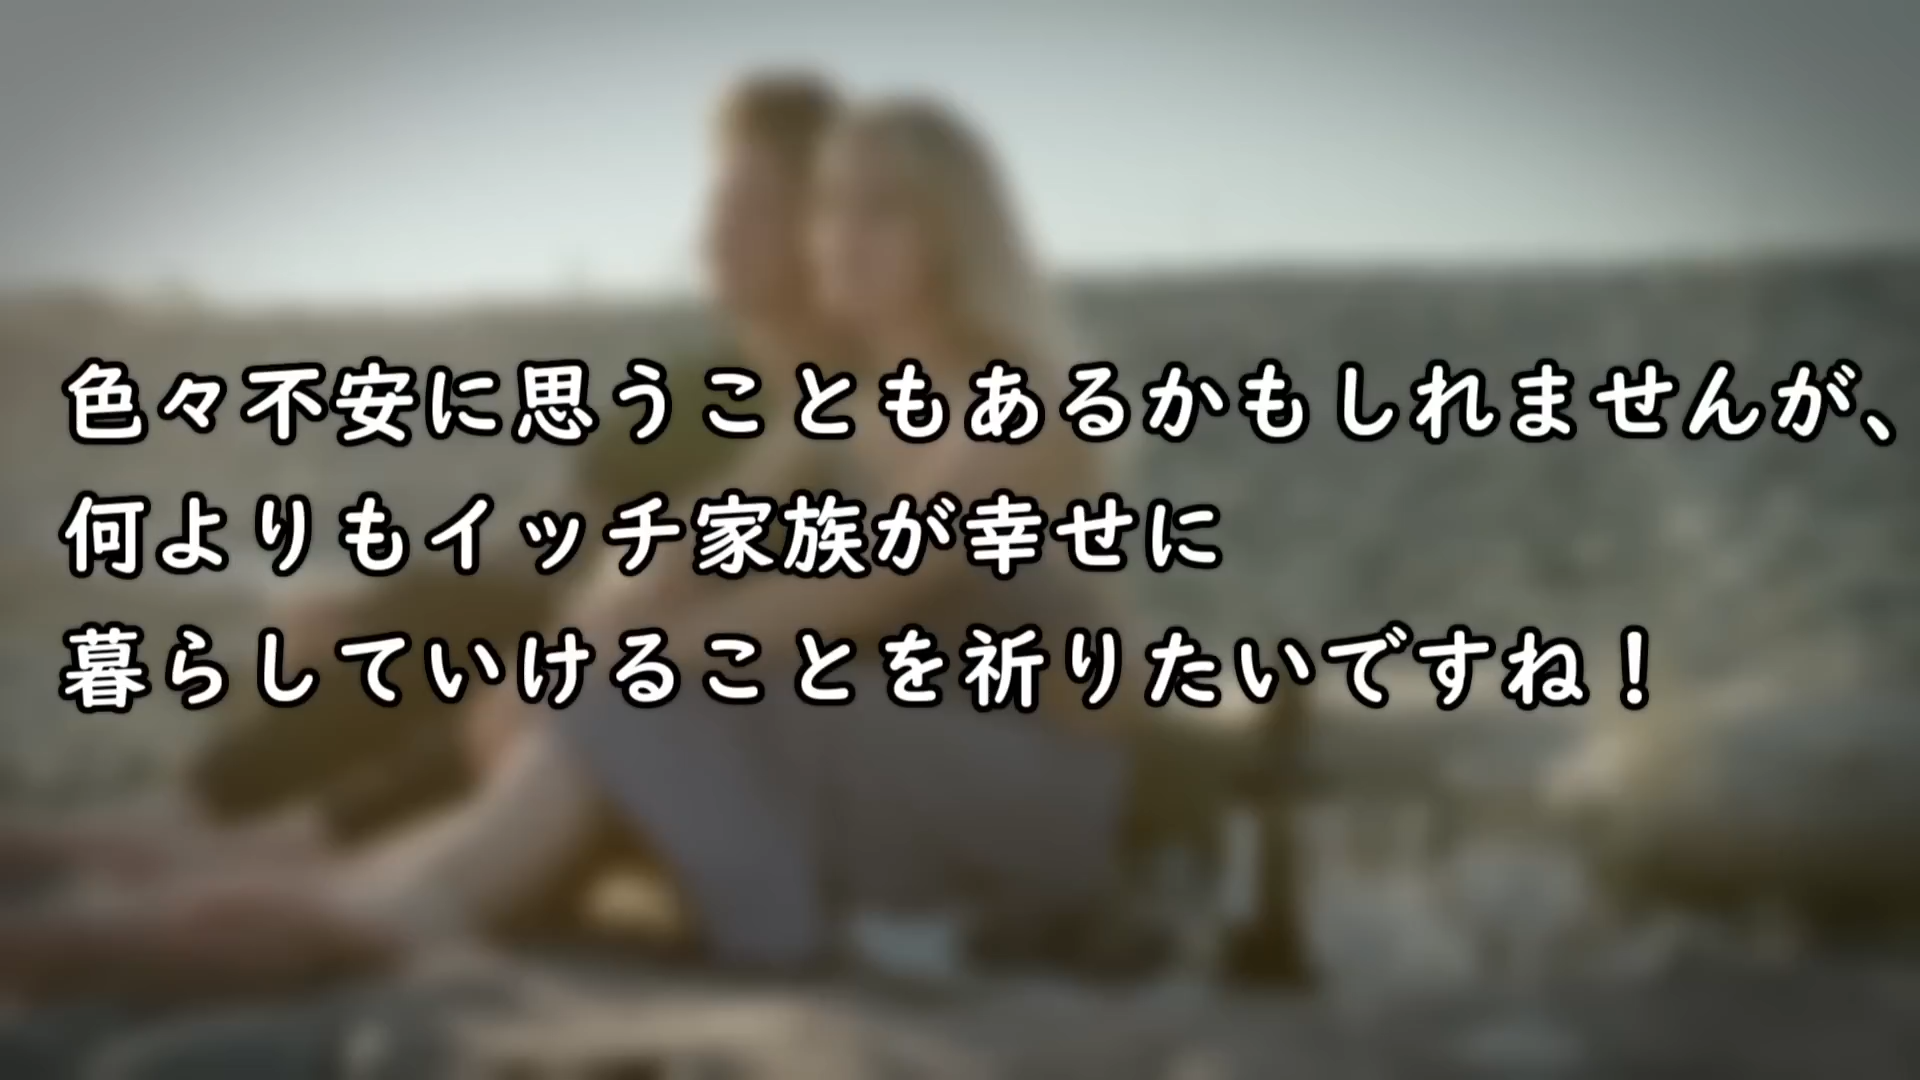 色々不安に思うこともあるかもしれませんが、
何よりもイッチ家族が幸せに
暮らしていけることを祈りたいですね！